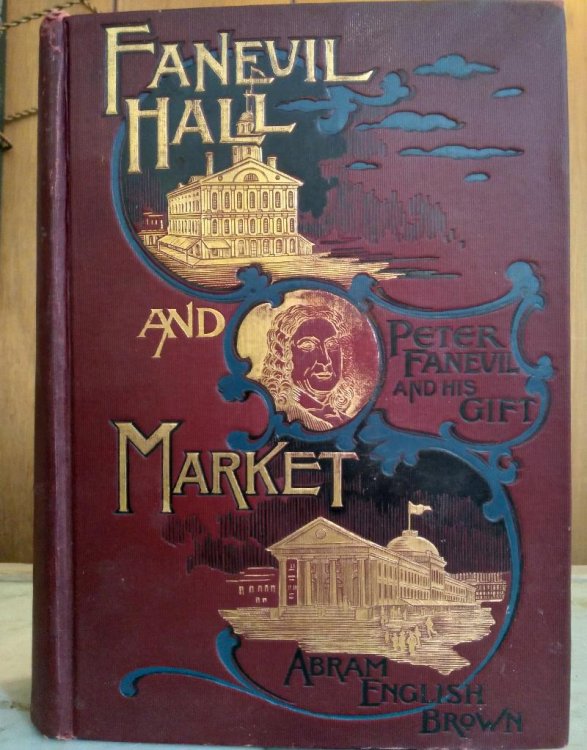 FANEUIL
HALL
AND
PETER
FANEUIL
AND HIS
GIFT
MARKET
ABRAM
ENGLISH
BROWN